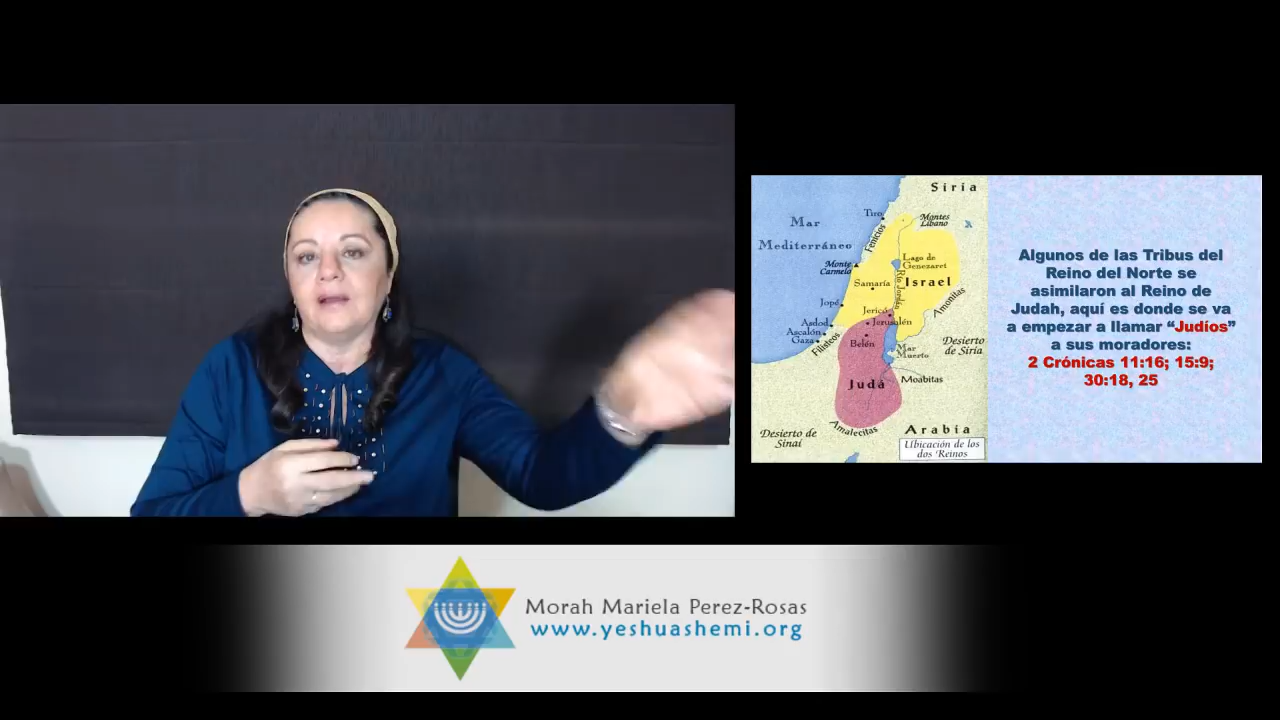 Siria
Tiro
Montes
Líbano
Mar
Mediterráneo
Fenicios
Monte
Carmelo
Lago de
Genezaret
Río Jordán
Samaría
Israel
Amonitas
Jopé
Jericó
Jerusalén
Asdod
Ascalón
Gaza
Filisteos
Belén
Mar
Muerto
Desierto
de Siria
Judá
Moabitas
Amalecitas
Arabia
Desierto de
Sinaí
Ubicación de los
dos Reinos
Algunos de las Tribus del
Reino del Norte se
asimilaron al Reino de
Judah, aquí es donde se va
a empezar a llamar “Judíos”
a sus moradores:
2 Crónicas 11:16; 15:9;
30:18, 25
Morah Mariela Perez-Rosas
www.yeshuashemi.org